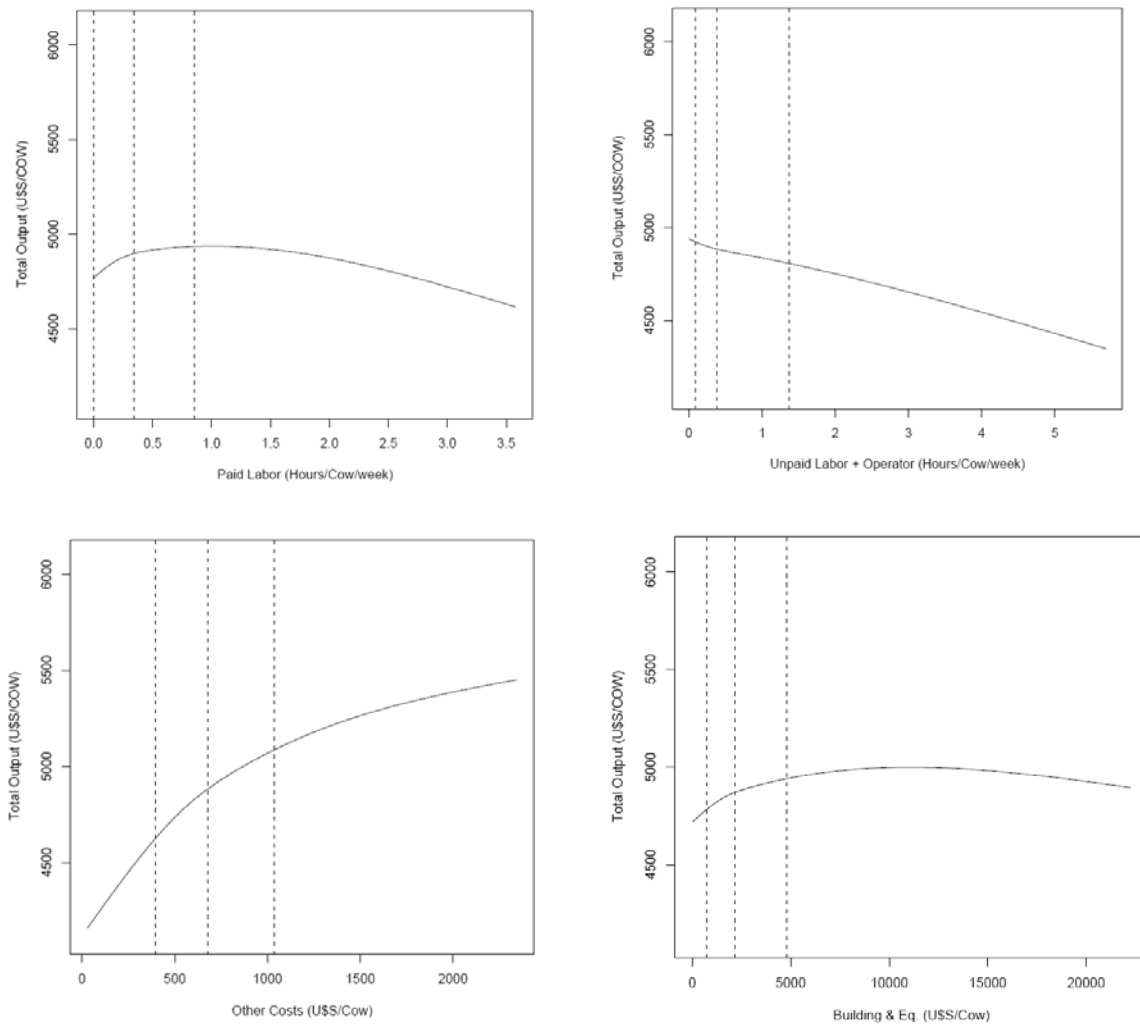 6000
5500
5000
4500
Total Output (U$S/COW)
0.0 0.5 1.0 1.5 2.0 2.5 3.0 3.5
Paid Labor (Hours/Cow/week)
6000
5500
5000
4500
Total Output (U$S/COW)
0 1 2 3 4 5
Unpaid Labor + Operator (Hours/Cow/week)
6000
5500
5000
4500
Total Output (U$S/COW)
0 500 1000 1500 2000
Other Costs (U$S/Cow)
6000
5500
5000
4500
Total Output (U$S/COW)
0 5000 10000 15000 20000
Building & Eq. (U$S/Cow)